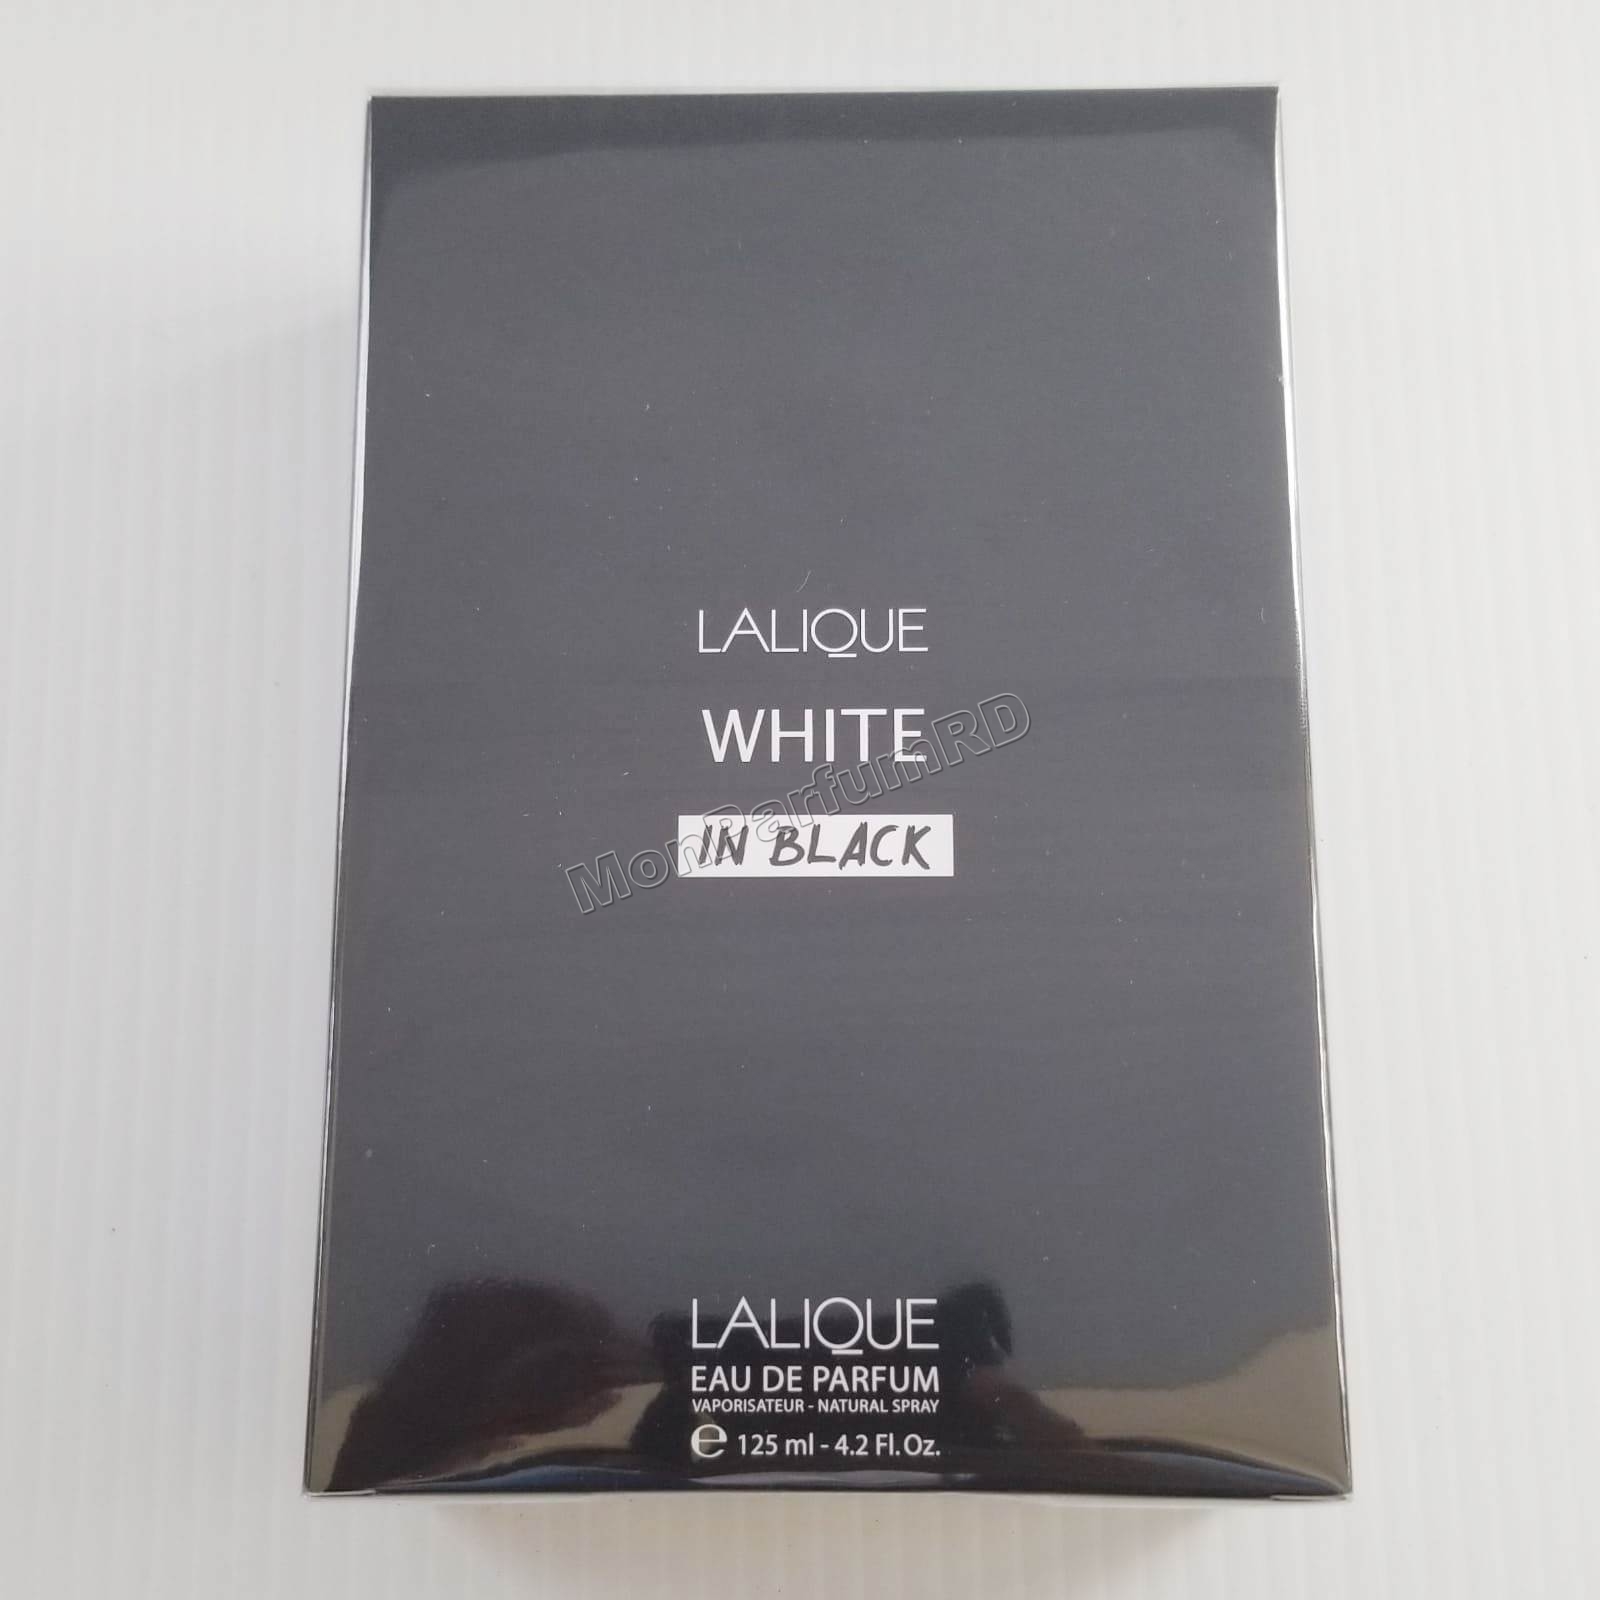 LALIQUE
WHITE
IN BLACK
MonParfumRD
LALIQUE
EAU DE PARFUM
VAPORISATEUR - NATURAL SPRAY
℮ 125 ml - 4.2 Fl. Oz.